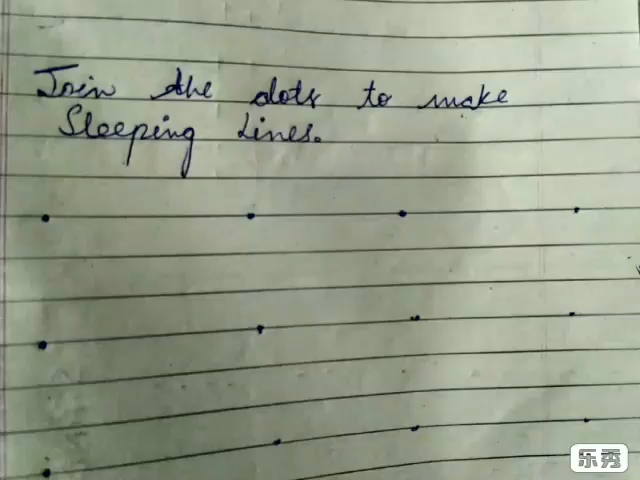 Join the dots to make
Sleeping Lines.
乐秀